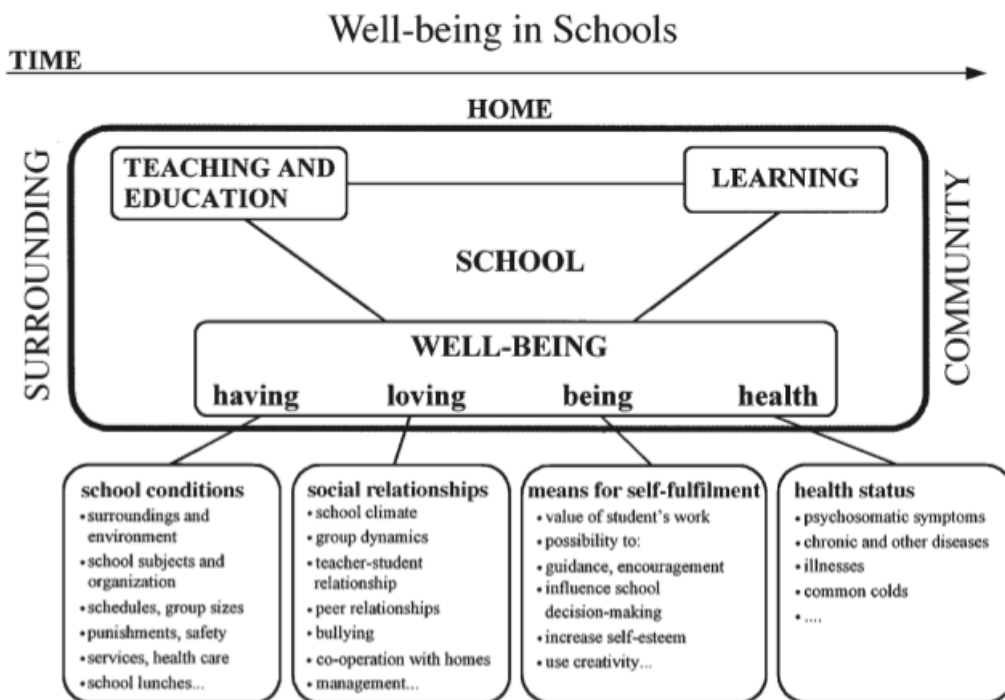 Well-being in Schools
TIME
HOME
SURROUNDING
COMMUNITY
TEACHING AND
EDUCATION
LEARNING
SCHOOL
WELL-BEING
having loving being health
school conditions
•surroundings and
environment
•school subjects and
organization
•schedules, group sizes
•punishments, safety
•services, health care
•school lunches...
social relationships
•school climate
•group dynamics
•teacher-student
relationship
•peer relationships
•bullying
•co-operation with homes
•management...
means for self-fulfilment
•value of student's work
•possibility to:
•guidance, encouragement
•influence school
decision-making
•increase self-esteem
•use creativity...
health status
•psychosomatic symptoms
•chronic and other diseases
•illnesses
•common colds
•....